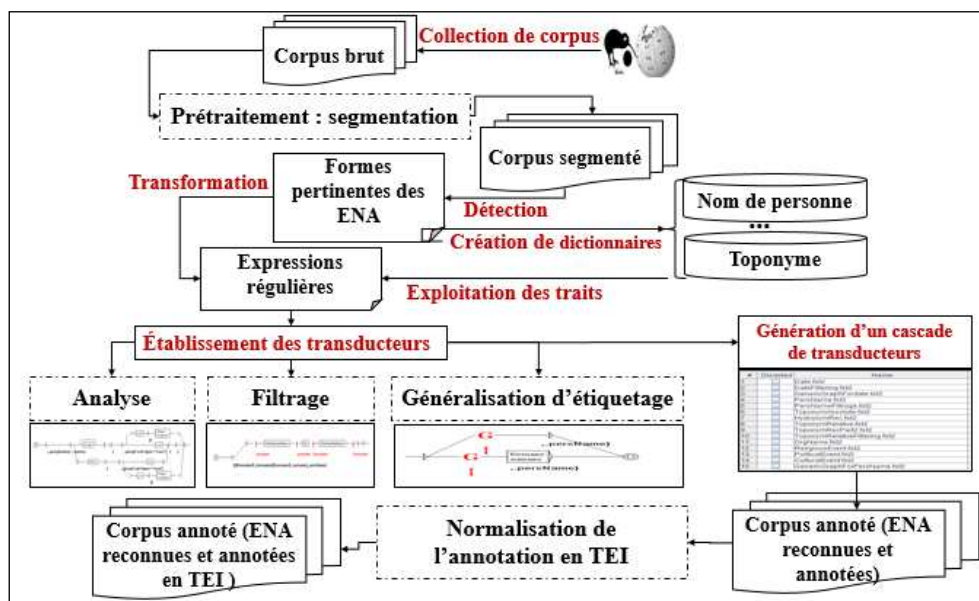 Collection de corpus
Corpus brut
Prétraitement : segmentation
Corpus segmenté
Transformation
Formes
pertinentes des
ENA
Détection
Création de dictionnaires
Nom de personne
...
Toponyme
Expressions
régulières
Exploitation des traits
Établissement des transducteurs
Génération d'un cascade
de transducteurs
Analyse
Filtrage
Généralisation d'étiquetage
G
G
Name
Corpus annoté (ENA
reconnues et annotées
en TEI )
Normalisation de
l'annotation en TEI
Corpus annoté (ENA
reconnues et
annotées)